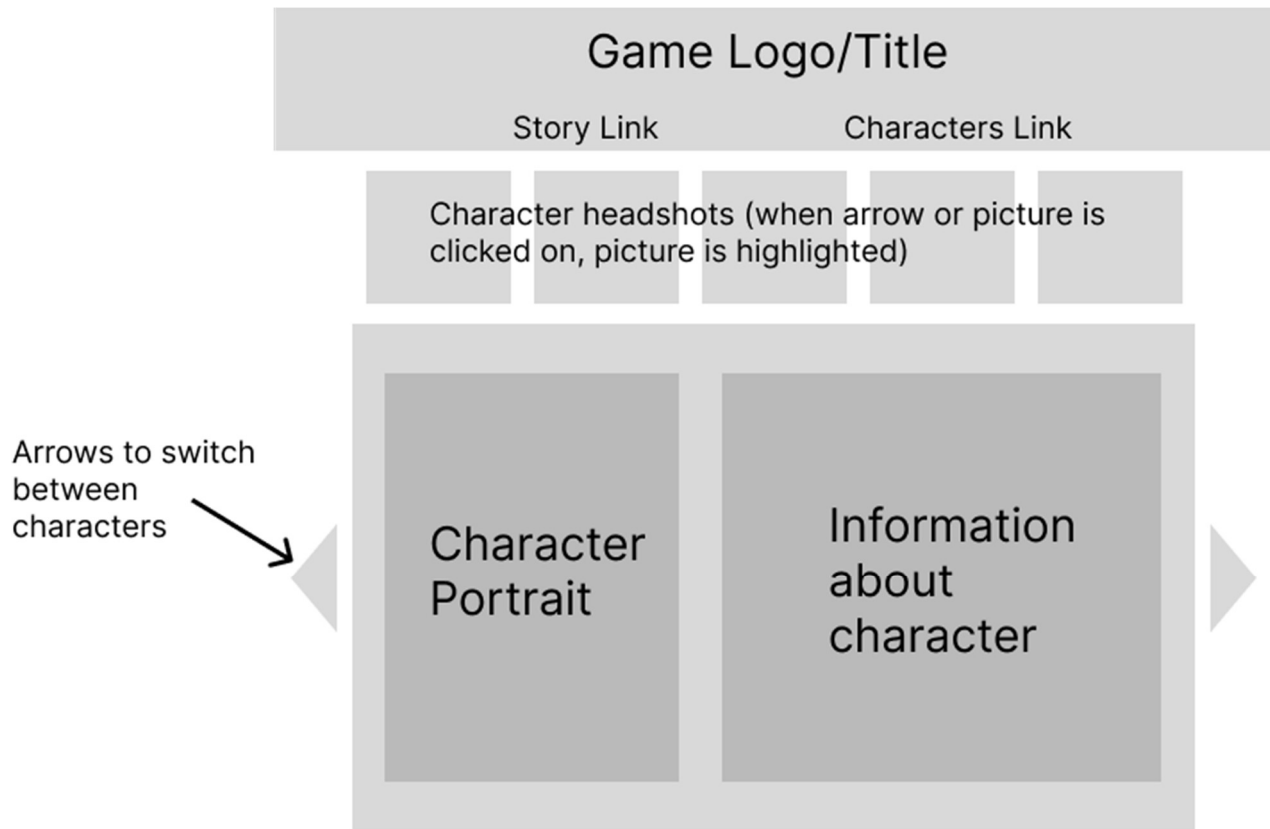 Game Logo/Title
Story Link
Characters Link
Character headshots (when arrow or picture is
clicked on, picture is highlighted)
Arrows to switch
between
characters
Character
Portrait
Information
about
character